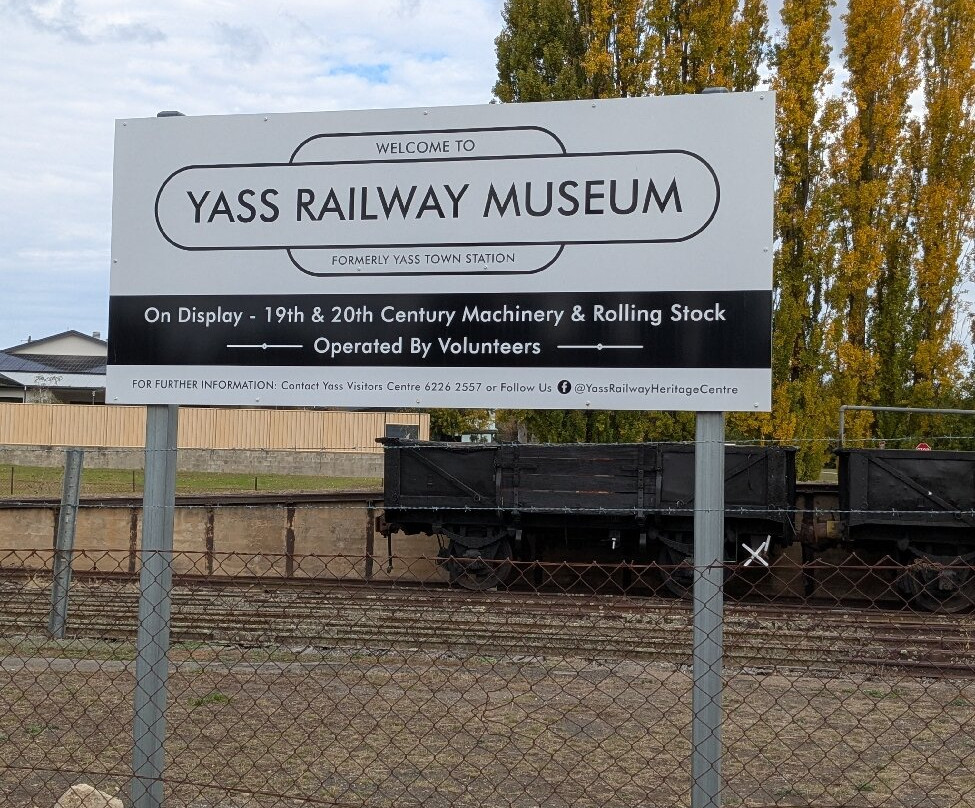 WELCOME TO
YASS RAILWAY MUSEUM
FORMERLY YASS TOWN STATION
On Display - 19th & 20th Century Machinery & Rolling Stock
Operated By Volunteers
FOR FURTHER INFORMATION: Contact Yass Visitors Centre 6226 2557 or Follow Us @YassRailwayHeritageCentre